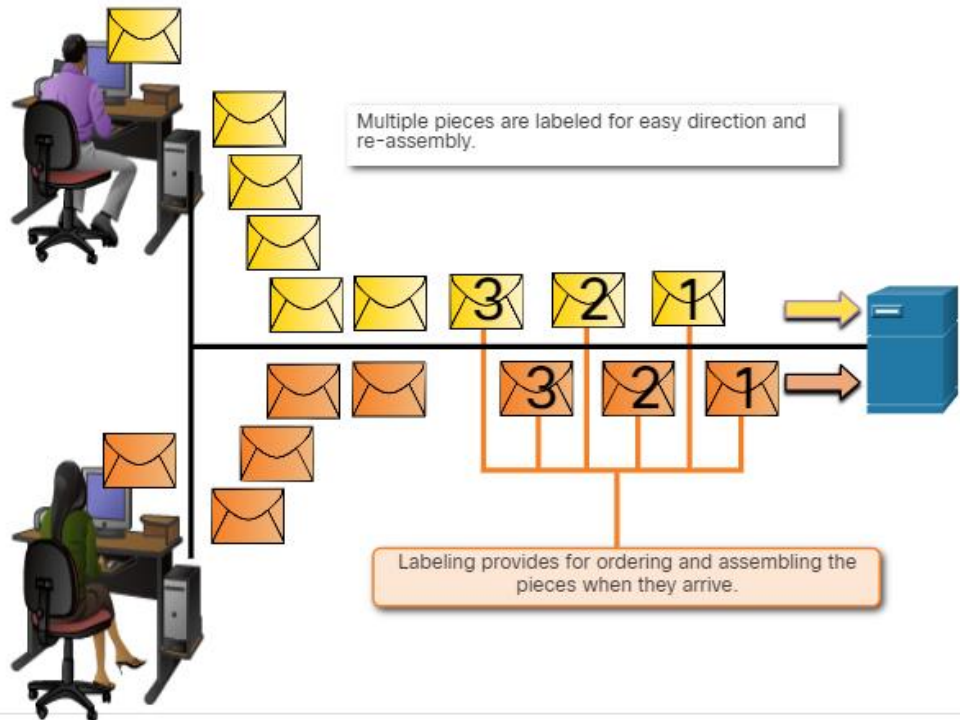 Multiple pieces are labeled for easy direction and
re-assembly.
3 2 1
3 2 1
Labeling provides for ordering and assembling the
pieces when they arrive.